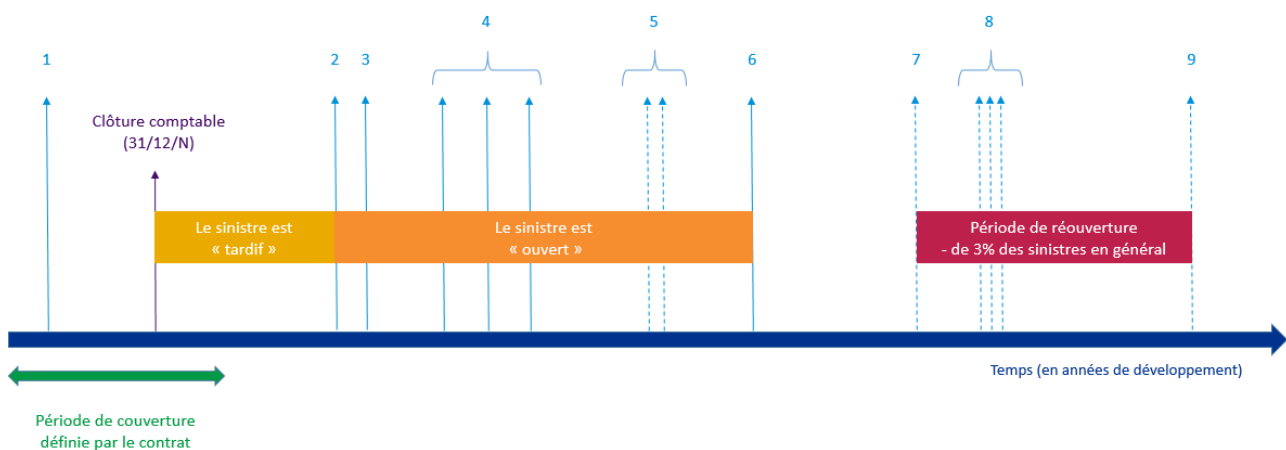 4
5
8
1
2
3
6
7
9
Clôture comptable
(31/12/N)
Le sinistre est
« tardif »
Le sinistre est
« ouvert »
Période de réouverture
- de 3% des sinistres en général
Temps (en années de développement)
Période de couverture
définie par le contrat